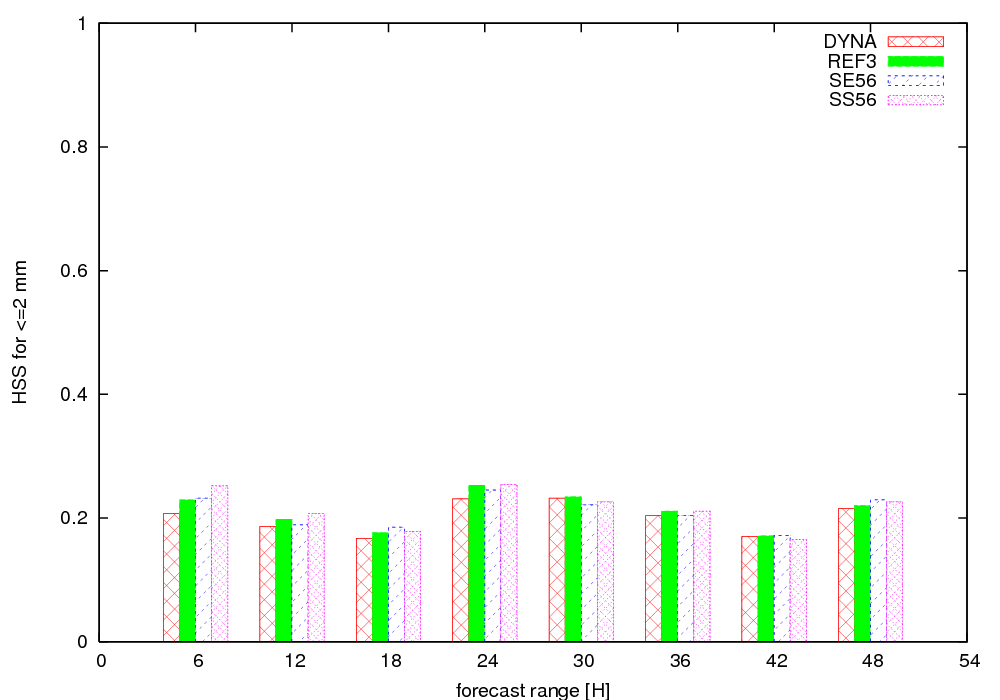 1
0.8
0.6
0.4
0.2
0
HSS for <=2 mm
DYNA
REF3
SE56
SS56
0 6 12 18 24 30 36 42 48 54
forecast range [H]